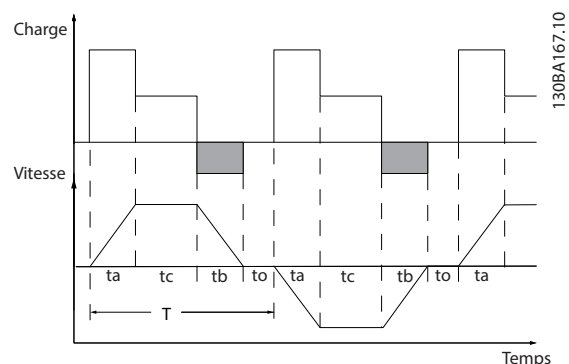 Charge
130BA167.10
Vitesse
ta tc tb to ta tc tb to ta
T
Temps